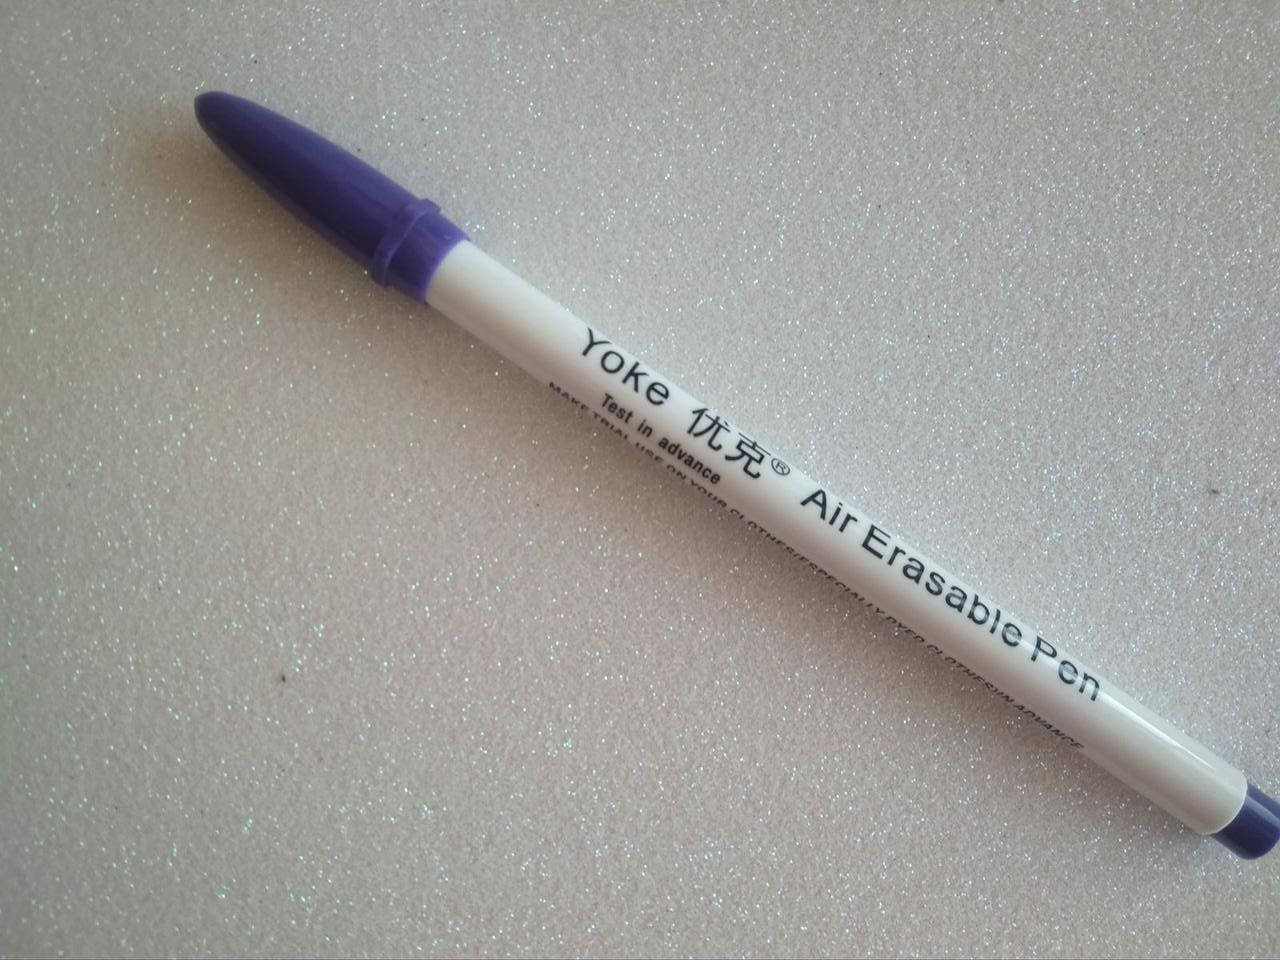 Yoke 优克® Air Erasable Pen
Test in advance
MAKE TRIAL USE ON YOUR CLOTHES(ESPECIALLY DYED CLOTHES)IN ADVANCE